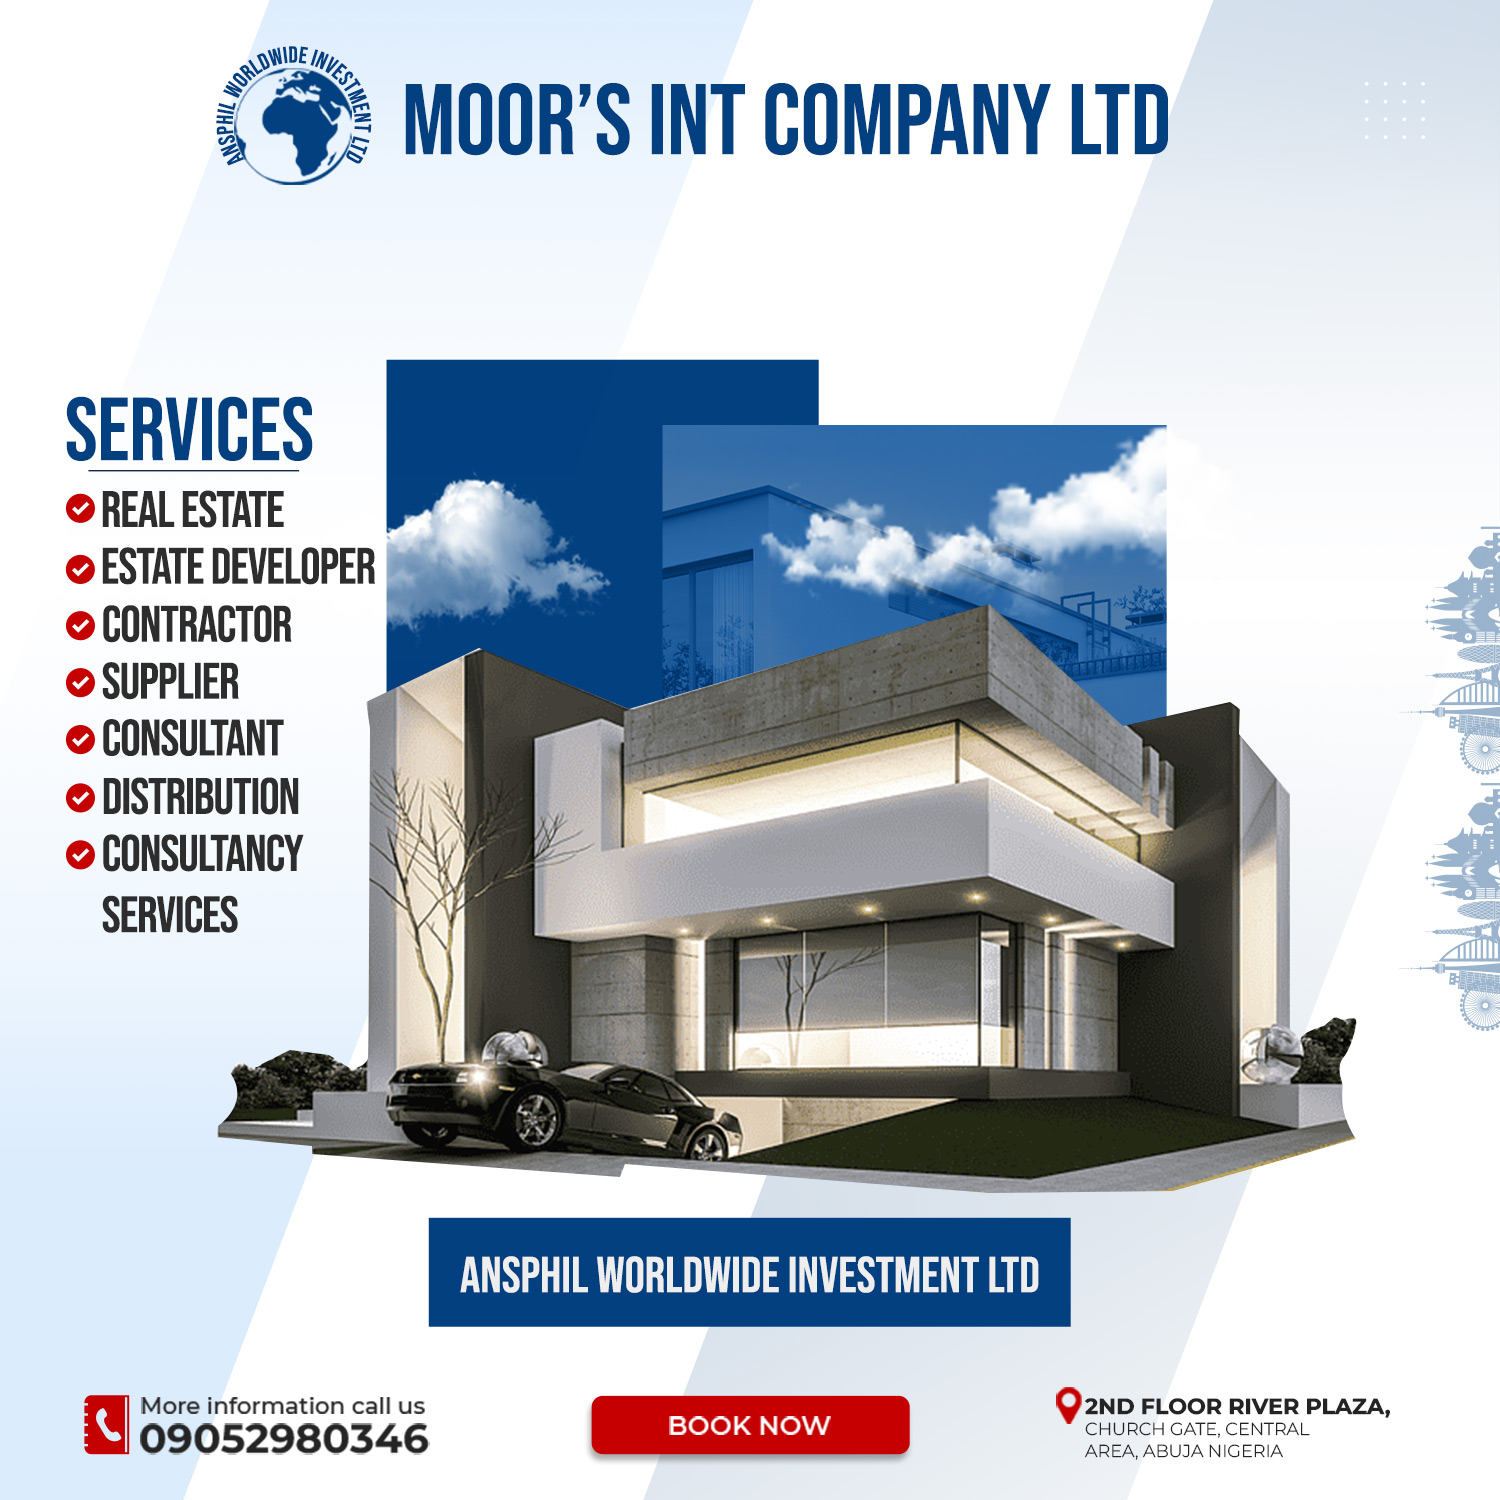 ANSPHIL WORLDWIDE INVESTMENT LTD
MOOR'S INT COMPANY LTD
SERVICES
REAL ESTATE
ESTATE DEVELOPER
CONTRACTOR
SUPPLIER
CONSULTANT
DISTRIBUTION
CONSULTANCY
SERVICES
ANSPHIL WORLDWIDE INVESTMENT LTD
More information call us
09052980346
BOOK NOW
2ND FLOOR RIVER PLAZA,
CHURCH GATE, CENTRAL
AREA, ABUJA NIGERIA